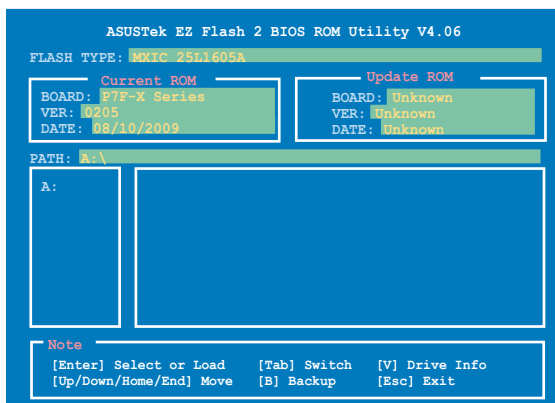 ASUSTek EZ Flash 2 BIOS ROM Utility V4.06
FLASH TYPE: MXIC 25L1605A
Current ROM
BOARD: P7F-X Series
VER: 0205
DATE: 08/10/2009
Update ROM
BOARD: Unknown
VER: Unknown
DATE: Unknown
PATH: A:\
A:
Note
[Enter] Select or Load [Tab] Switch [V] Drive Info
[Up/Down/Home/End] Move [B] Backup [Esc] Exit